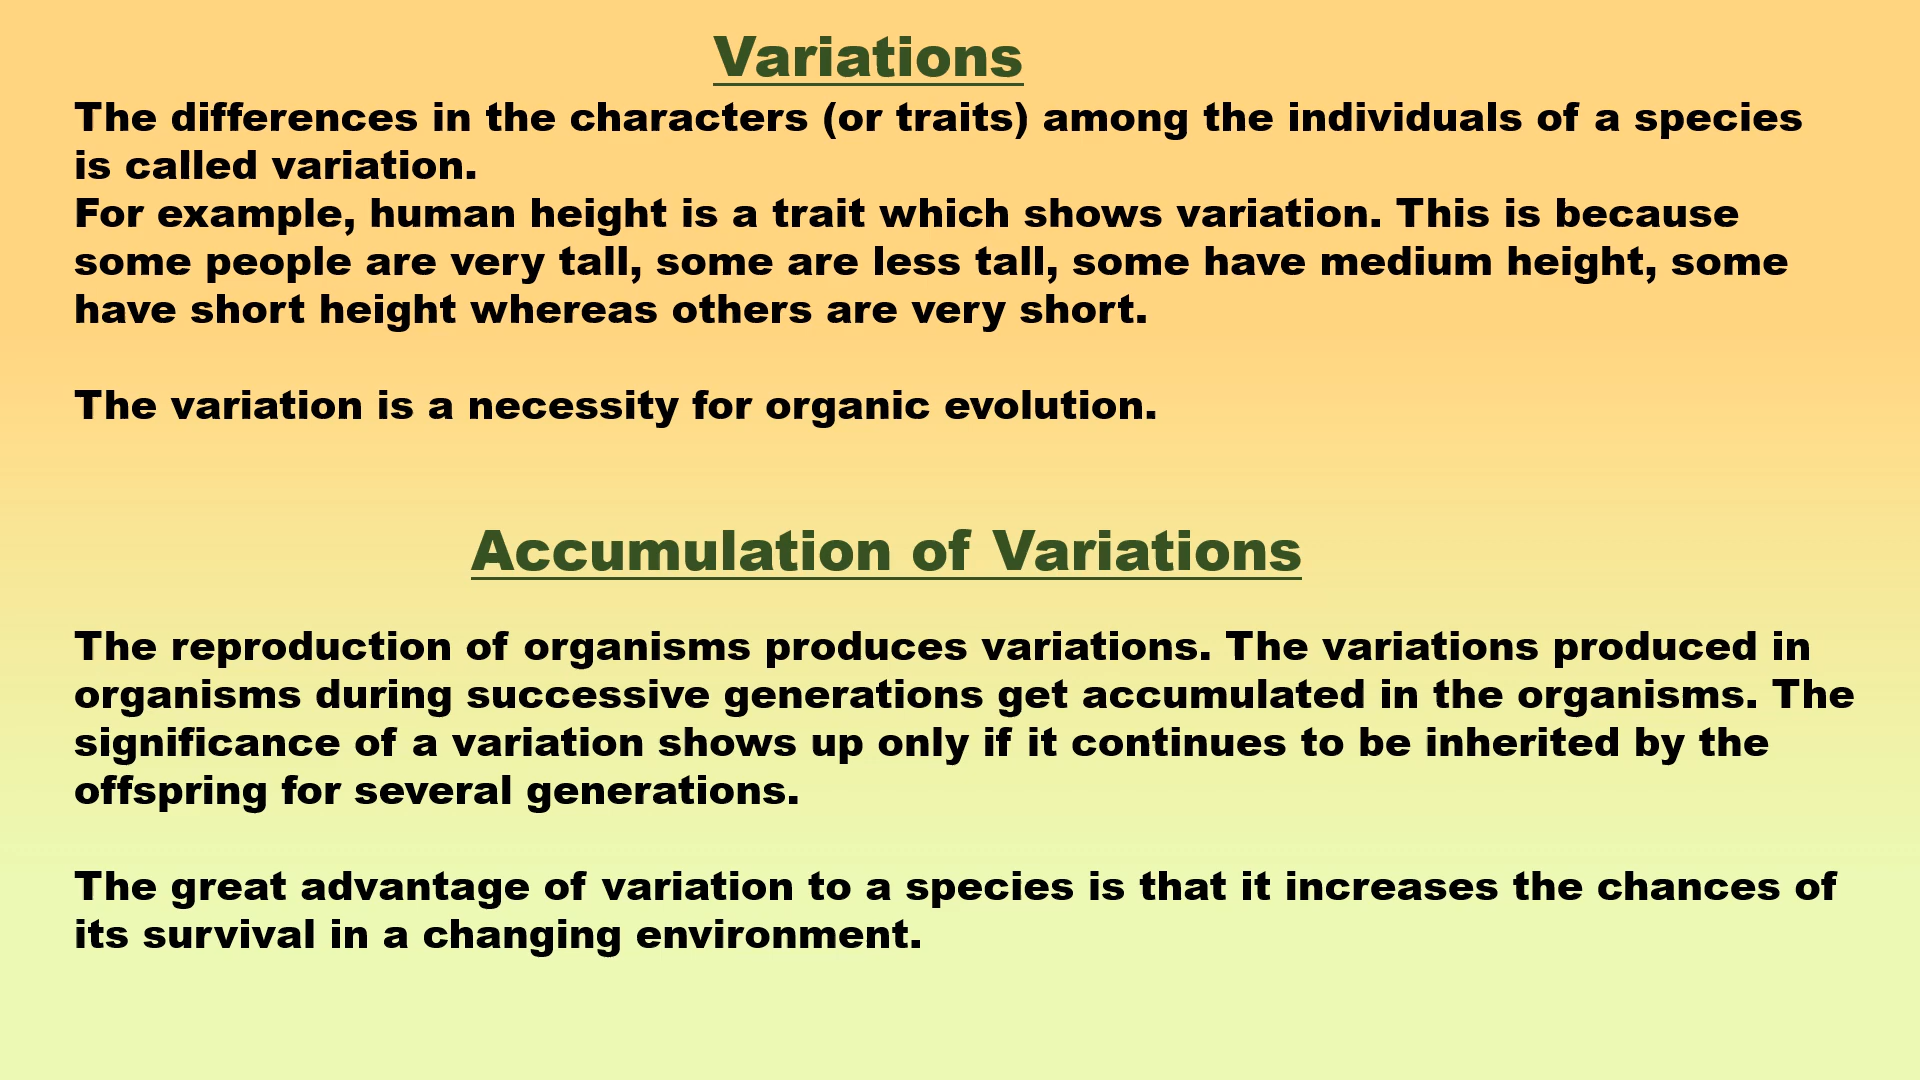 Variations
The differences in the characters (or traits) among the individuals of a species
is called variation.
For example, human height is a trait which shows variation. This is because
some people are very tall, some are less tall, some have medium height, some
have short height whereas others are very short.
The variation is a necessity for organic evolution.
Accumulation of Variations
The reproduction of organisms produces variations. The variations produced in
organisms during successive generations get accumulated in the organisms. The
significance of a variation shows up only if it continues to be inherited by the
offspring for several generations.
The great advantage of variation to a species is that it increases the chances of
its survival in a changing environment.